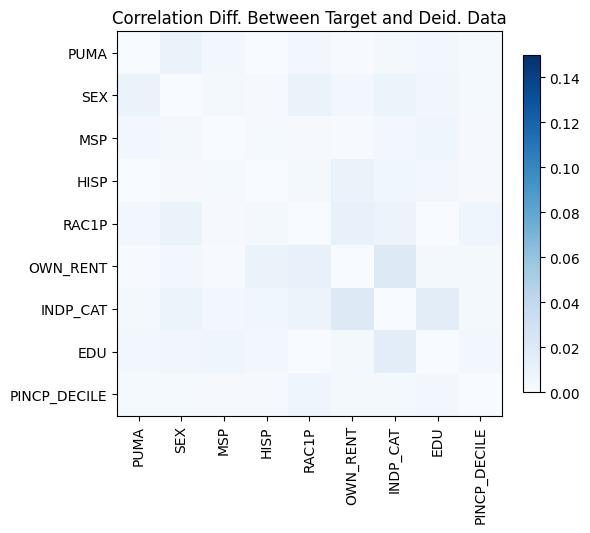 Correlation Diff. Between Target and Deid. Data
PUMA
SEX
MSP
HISP
RAC1P
OWN_RENT
INDP_CAT
EDU
PINCP_DECILE
0.14
0.12
0.10
0.08
0.06
0.04
0.02
0.00
PUMA
SEX
MSP
HISP
RAC1P
OWN_RENT
INDP_CAT
EDU
PINCP_DECILE